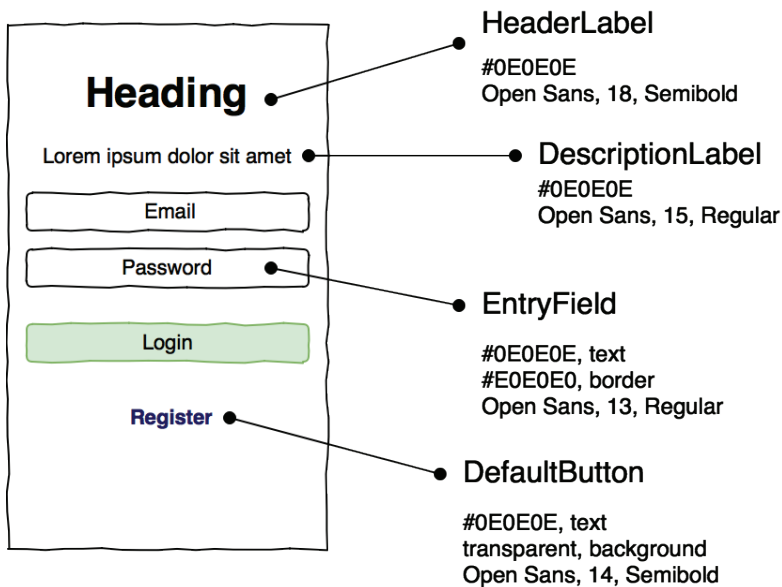 HeaderLabel
#0E0E0E
Open Sans, 18, Semibold
Heading
Lorem ipsum dolor sit amet
DescriptionLabel
#0E0E0E
Open Sans, 15, Regular
Email
Password
EntryField
#0E0E0E, text
#E0E0E0, border
Open Sans, 13, Regular
Login
Register
DefaultButton
#0E0E0E, text
transparent, background
Open Sans, 14, Semibold